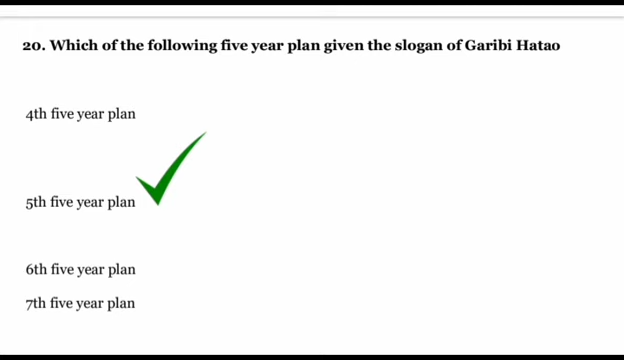 20. Which of the following five year plan given the slogan of Garibi Hatao
4th five year plan
5th five year plan
6th five year plan
7th five year plan